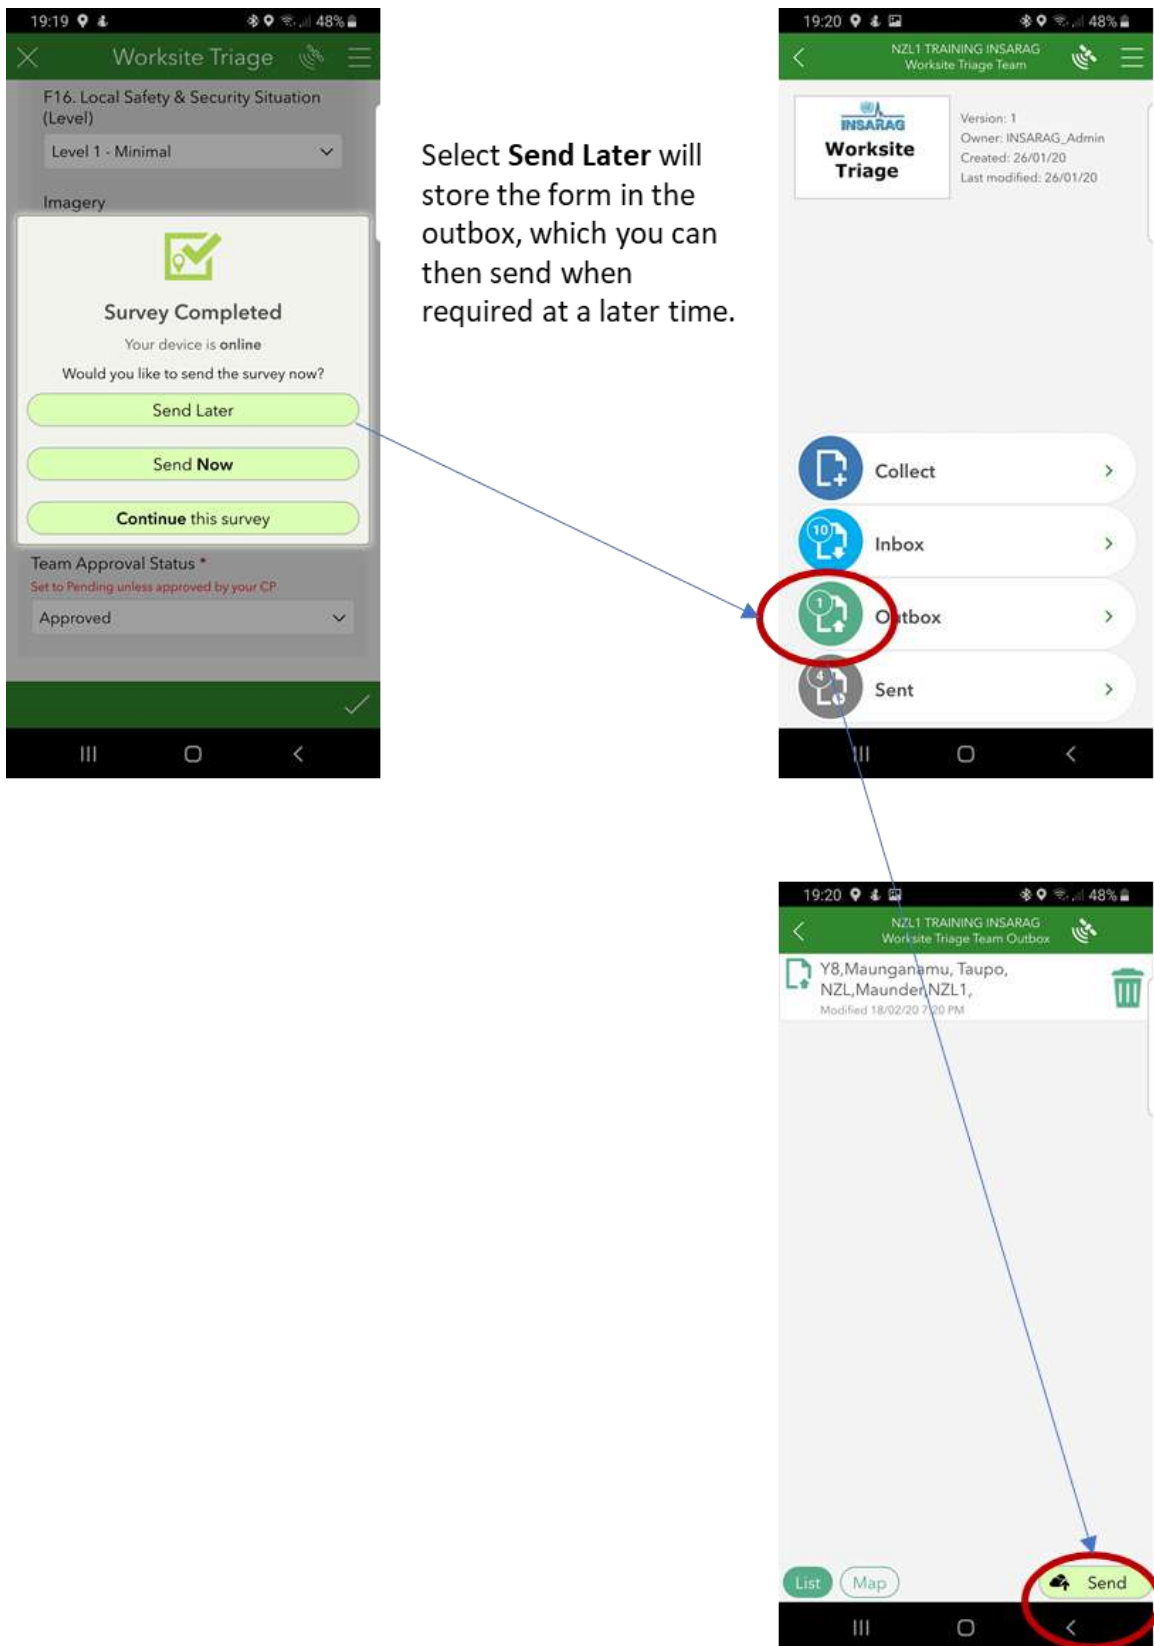 19:19
48%
Worksite Triage
F16. Local Safety & Security Situation
(Level)
Level 1 - Minimal
Imagery
Survey Completed
Your device is online
Would you like to send the survey now?
Send Later
Send Now
Continue this survey
Team Approval Status *
Set to Pending unless approved by your CP
Approved
Select Send Later will
store the form in the
outbox, which you can
then send when
required at a later time.
19:20
48%
NZL1 TRAINING INSARAG
Worksite Triage Team
INSARAG
Worksite
Triage
Version: 1
Owner: INSARAG_Admin
Created: 26/01/20
Last modified: 26/01/20
Collect
10
Inbox
1
Outbox
4
Sent
19:20
48%
NZL1 TRAINING INSARAG
Worksite Triage Team Outbox
Y8,Maunganamu, Taupo,
NZL,Maunder,NZL1,
Modified 18/02/20 7:20 PM
List
Map
Send